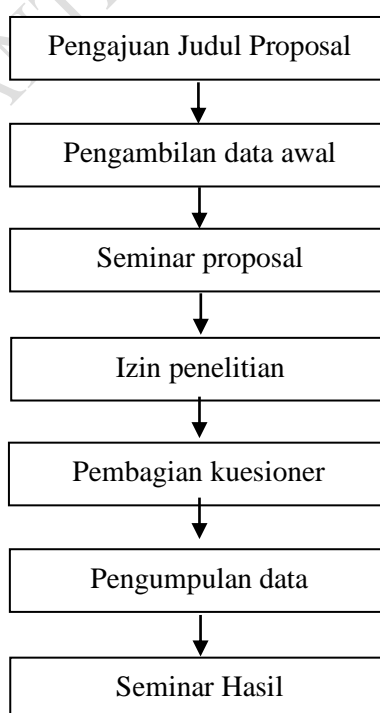 Pengajuan Judul Proposal
Pengambilan data awal
Seminar proposal
Izin penelitian
Pembagian kuesioner
Pengumpulan data
Seminar Hasil